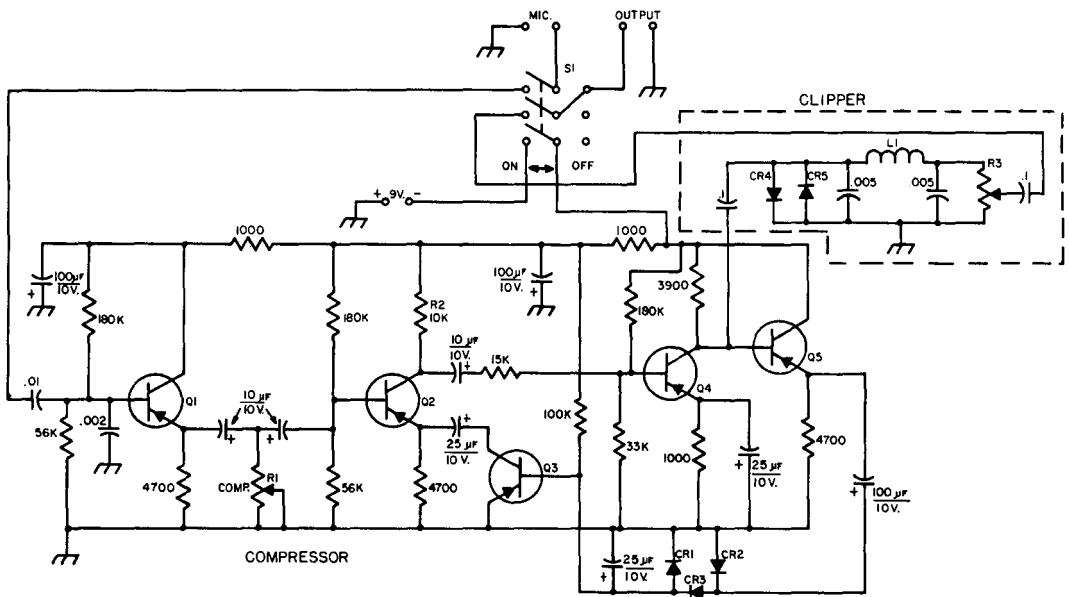 MIC. OUTPUT
S1
CLIPPER
ON OFF
+ 9V. -
CR4
CR5
.005
L1
.005
R3
.1
.1
1000
1000
100µF
10V.
+
180K
180K
R2
10K
100µF
10V.
+
180K
3900
10µF
10V.
+
15K
Q5
.01
56K
.002
Q1
10µF
10V.
+
+
Q2
+
25µF
10V.
100K
33K
Q4
4700
COMP.
R1
56K
4700
Q3
1000
+
25µF
10V.
4700
+
100µF
10V.
COMPRESSOR
+
25µF
10V.
CR1
CR2
CR3